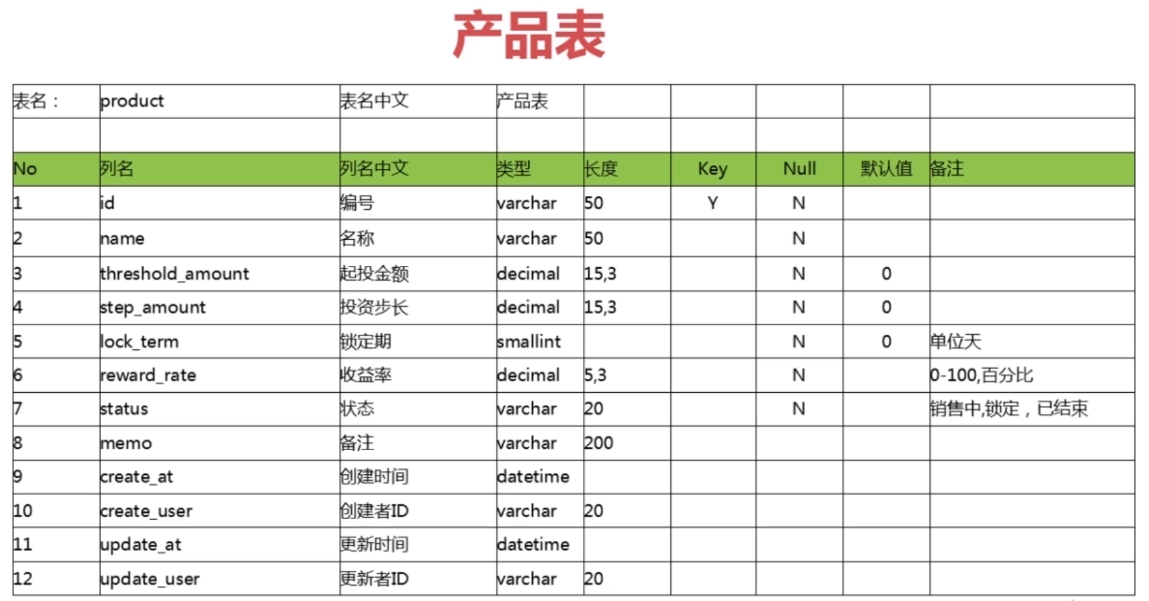 产品表
表名： product 表名中文 产品表
No 列名 列名中文 类型 长度 Key Null 默认值 备注
1 id 编号 varchar 50 Y N
2 name 名称 varchar 50 N
3 threshold_amount 起投金额 decimal 15,3 N 0
4 step_amount 投资步长 decimal 15,3 N 0
5 lock_term 锁定期 smallint N 0 单位天
6 reward_rate 收益率 decimal 5,3 N 0-100,百分比
7 status 状态 varchar 20 N 销售中,锁定，已结束
8 memo 备注 varchar 200
9 create_at 创建时间 datetime
10 create_user 创建者ID varchar 20
11 update_at 更新时间 datetime
12 update_user 更新者ID varchar 20